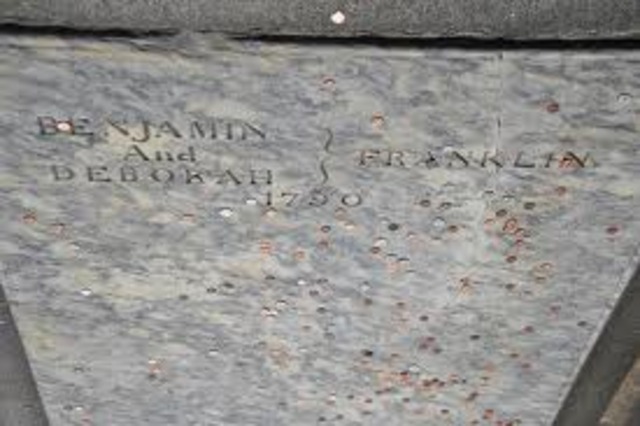 BENJAMIN
And
DEBORAH
FRANKLIN
1790